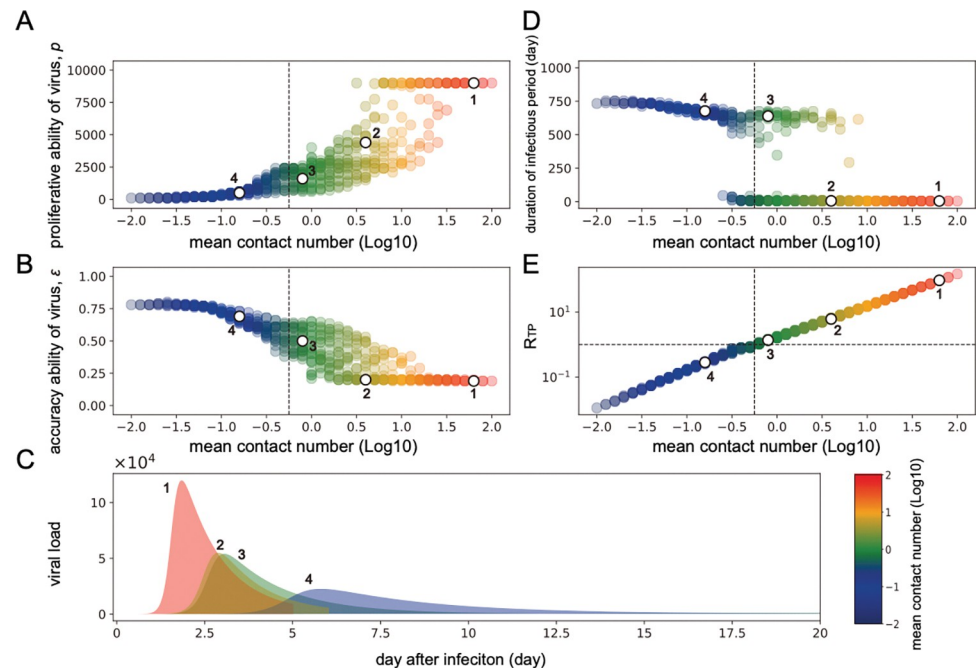 A
proliferative ability of virus, p
10000
7500
5000
2500
0
1
2
3
4
−2.0 −1.5 −1.0 −0.5 0.0 0.5 1.0 1.5 2.0
mean contact number (Log10)
B
accuracy ability of virus, ε
1.00
0.75
0.50
0.25
0.00
4
3
2
1
−2.0 −1.5 −1.0 −0.5 0.0 0.5 1.0 1.5 2.0
mean contact number (Log10)
D
duration of infectious period (day)
1000
750
500
250
0
4
3
2
1
−2.0 −1.5 −1.0 −0.5 0.0 0.5 1.0 1.5 2.0
mean contact number (Log10)
E
RTP
10¹
10⁻¹
1
2
3
4
−2.0 −1.5 −1.0 −0.5 0.0 0.5 1.0 1.5 2.0
mean contact number (Log10)
C
×10⁴
viral load
10
5
0
1
2
3
4
0 2.5 5 7.5 10 12.5 15 17.5 20
day after infeciton (day)
2
1
0
−1
−2
mean contact number (Log10)